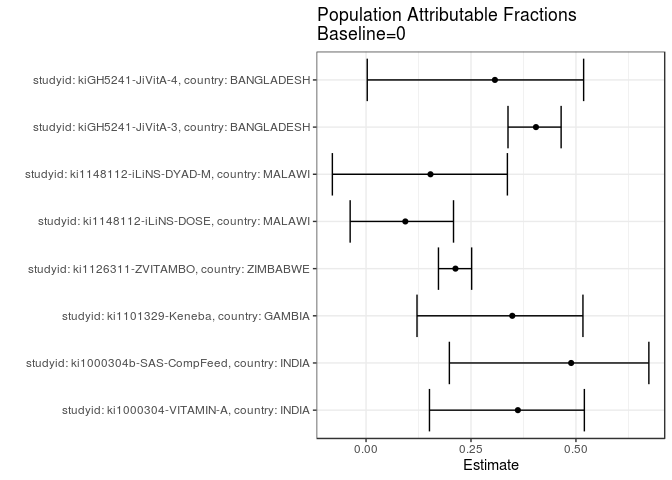 Population Attributable Fractions
Baseline=0
studyid: kiGH5241-JiVitA-4, country: BANGLADESH
studyid: kiGH5241-JiVitA-3, country: BANGLADESH
studyid: ki1148112-iLiNS-DYAD-M, country: MALAWI
studyid: ki1148112-iLiNS-DOSE, country: MALAWI
studyid: ki1126311-ZVITAMBO, country: ZIMBABWE
studyid: ki1101329-Keneba, country: GAMBIA
studyid: ki1000304b-SAS-CompFeed, country: INDIA
studyid: ki1000304-VITAMIN-A, country: INDIA
0.00 0.25 0.50
Estimate